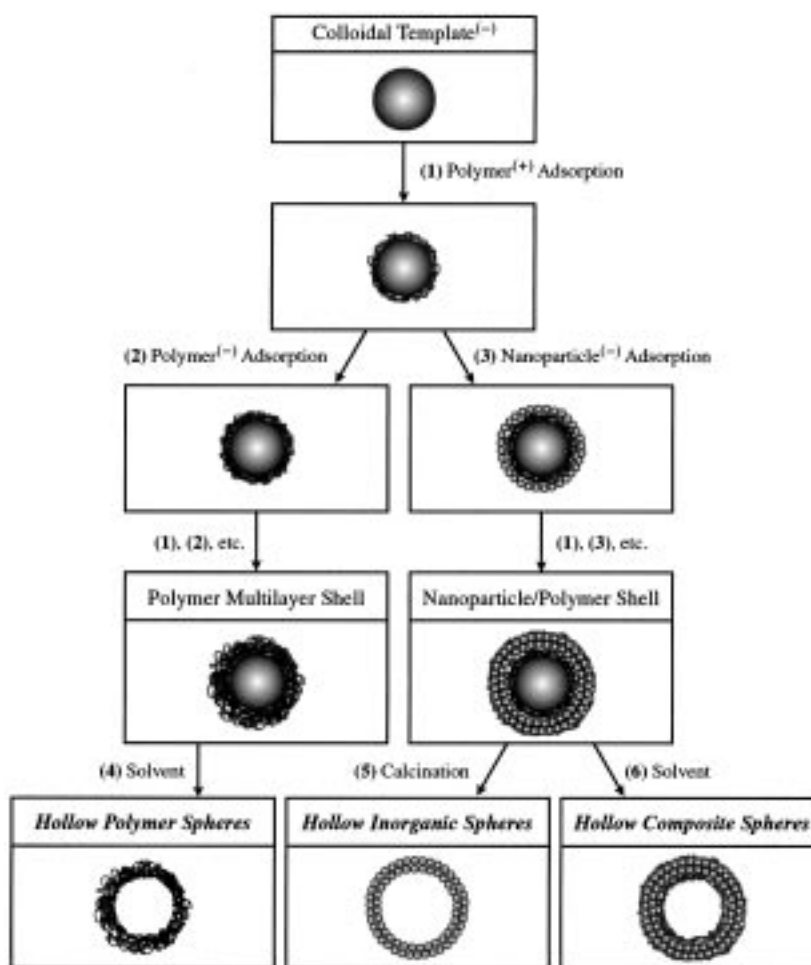 Colloidal Template(-)
(1) Polymer(+) Adsorption
(2) Polymer(-) Adsorption
(3) Nanoparticle(-) Adsorption
(1), (2), etc.
(1), (3), etc.
Polymer Multilayer Shell
Nanoparticle/Polymer Shell
(4) Solvent
(5) Calcination
(6) Solvent
Hollow Polymer Spheres
Hollow Inorganic Spheres
Hollow Composite Spheres